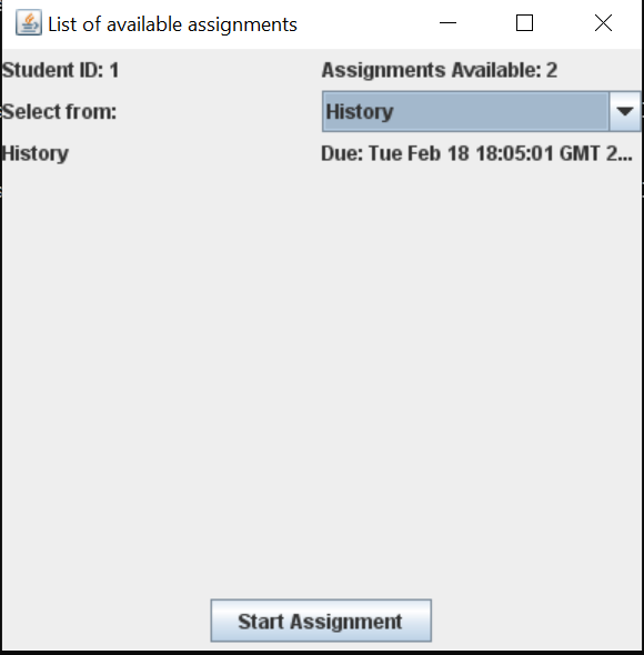 List of available assignments
Student ID: 1 Assignments Available: 2
Select from: History
History Due: Tue Feb 18 18:05:01 GMT 2...
Start Assignment